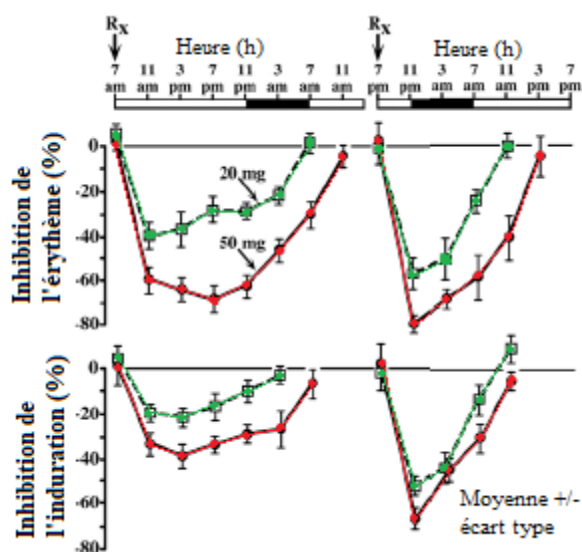 Rx Rx
Heure (h) Heure (h)
7 11 3 7 11 3 7 11 7 11 3 7 11 3 7
am am pm pm pm am am am pm pm am am am pm pm
Inhibition de
l'érythème (%)
0
-20
-40
-60
-80
20 mg
50 mg
Inhibition de
l'induration (%)
0
-20
-40
-60
-80
Moyenne +/-
écart type